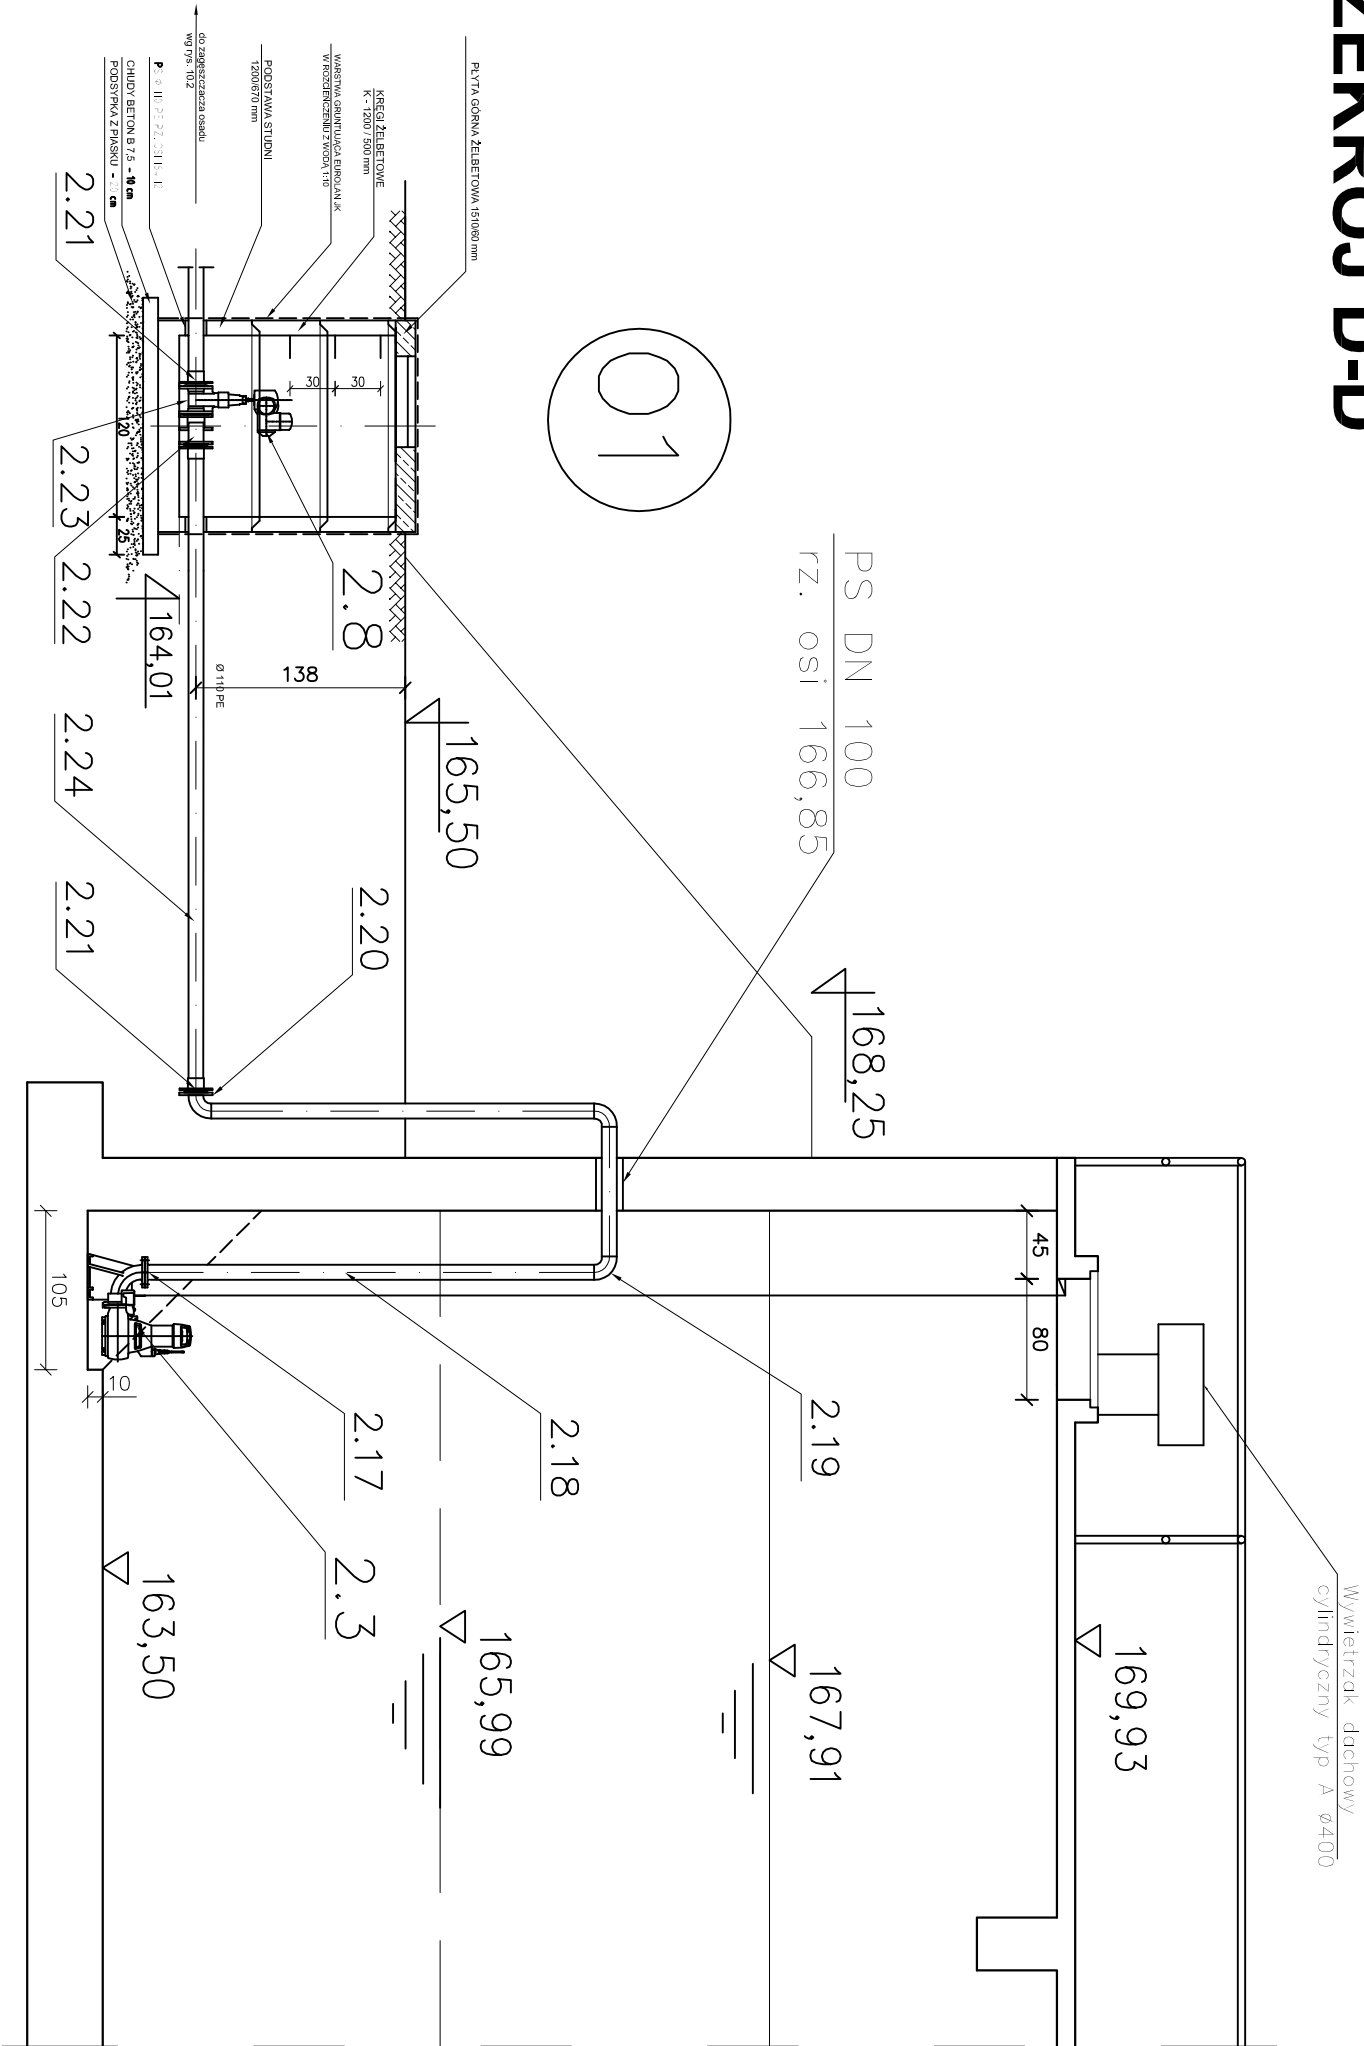 ZEKRÓJ D-D
Wywietrzak dachowy
cylindryczny typ A ø400
169,93
168,25
PS DN 100
rz. osi 166,85
167,91
01
45
80
2.19
PŁYTA GÓRNA ŻELBETOWA 1510/60 mm
KRĘGI ŻELBETOWE
K - 1200 / 500 mm
WARSTWA GRUNTUJĄCA EUROLAN JK
W ROZCIEŃCZENIU Z WODĄ 1:10
PODSTAWA STUDNI
1200/670 mm
do zagęszczacza osadu
wg rys. 10.2
CHUDY BETON B 7,5 - 10 cm
PODSYPKA Z PIASKU - cm
165,50
165,99
2.18
30
30
2.8
138
Ø 110 PE
2.20
2.17
2.3
164,01
163,50
2.21
2.23
2.22
2.24
2.21
25
105
10